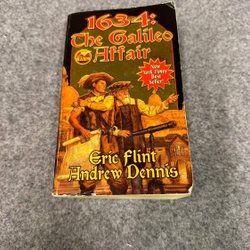 1634:
The Galileo
Affair
Now
New York Times
Best
Seller!
Eric Flint
Andrew Dennis